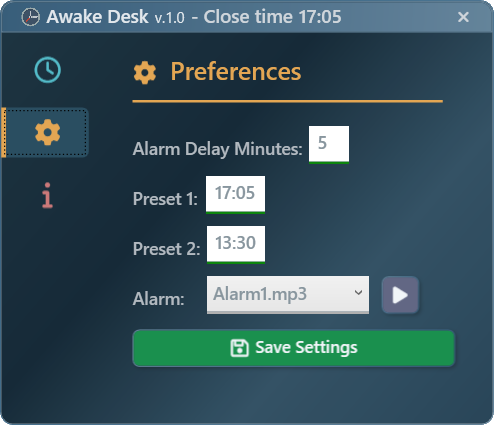 Awake Desk v.1.0 - Close time 17:05
Preferences
Alarm Delay Minutes: 5
Preset 1: 17:05
Preset 2: 13:30
Alarm: Alarm1.mp3
Save Settings